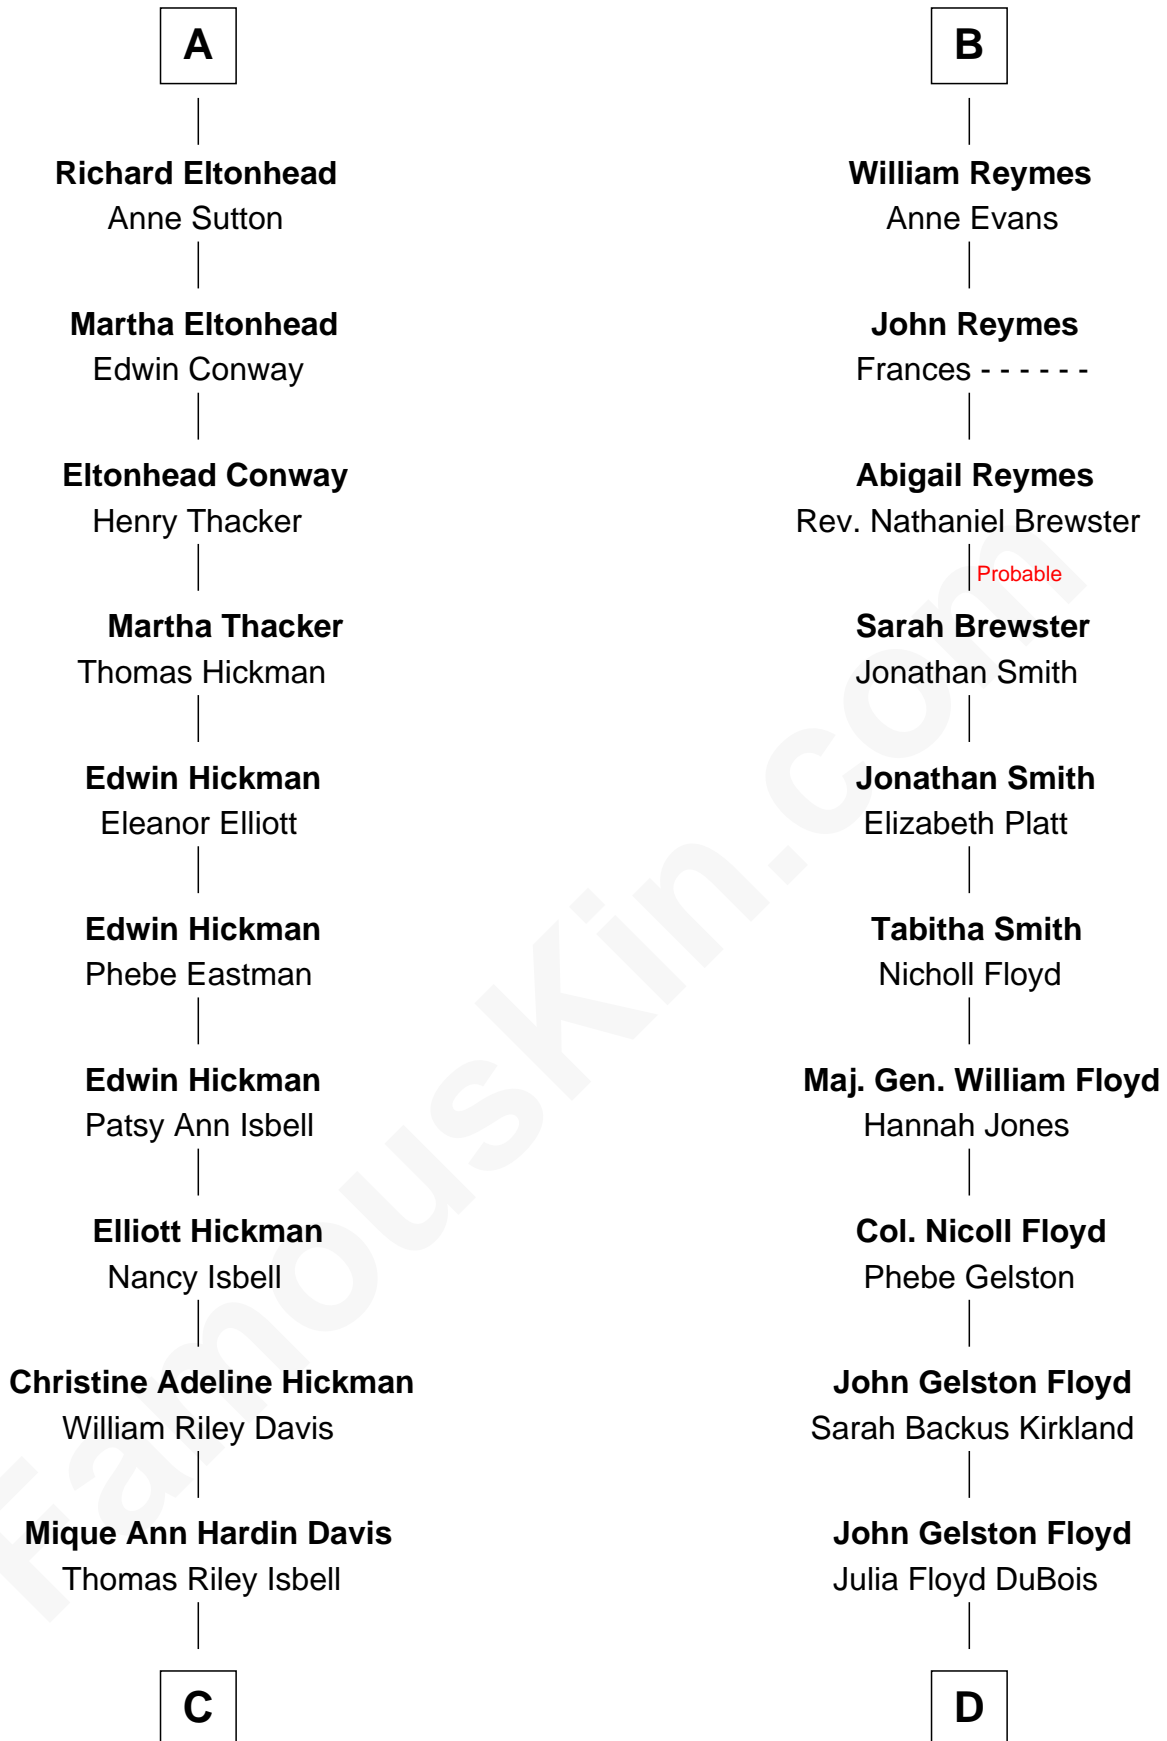 A
Richard Eltonhead
Anne Sutton
Martha Eltonhead
Edwin Conway
Eltonhead Conway
Henry Thacker
Martha Thacker
Thomas Hickman
Edwin Hickman
Eleanor Elliott
Edwin Hickman
Phebe Eastman
Edwin Hickman
Patsy Ann Isbell
Elliott Hickman
Nancy Isbell
Christine Adeline Hickman
William Riley Davis
Mique Ann Hardin Davis
Thomas Riley Isbell
C
B
William Reymes
Anne Evans
John Reymes
Frances - - - - - -
Abigail Reymes
Rev. Nathaniel Brewster
Probable
Sarah Brewster
Jonathan Smith
Jonathan Smith
Elizabeth Platt
Tabitha Smith
Nicholl Floyd
Maj. Gen. William Floyd
Hannah Jones
Col. Nicoll Floyd
Phebe Gelston
John Gelston Floyd
Sarah Backus Kirkland
John Gelston Floyd
Julia Floyd DuBois
D
FamousKin.com